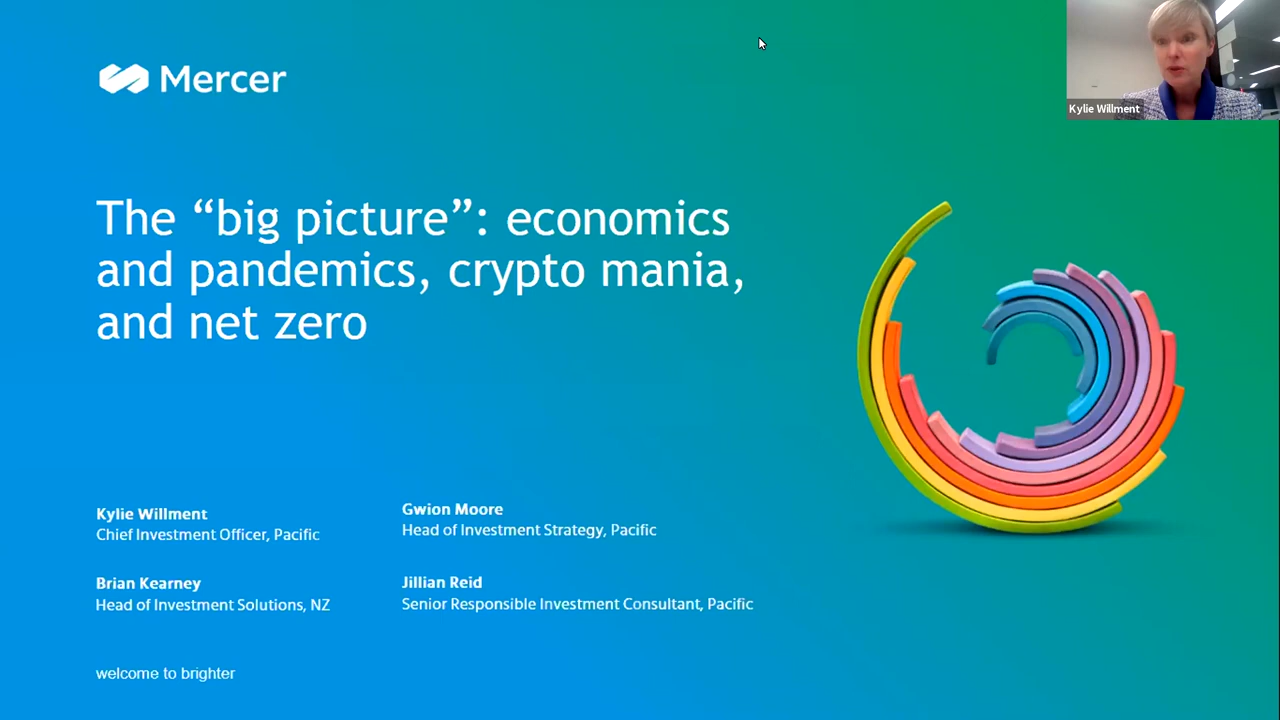 Mercer
Kylie Willment
The “big picture”: economics
and pandemics, crypto mania,
and net zero
Kylie Willment
Chief Investment Officer, Pacific
Gwion Moore
Head of Investment Strategy, Pacific
Brian Kearney
Head of Investment Solutions, NZ
Jillian Reid
Senior Responsible Investment Consultant, Pacific
welcome to brighter